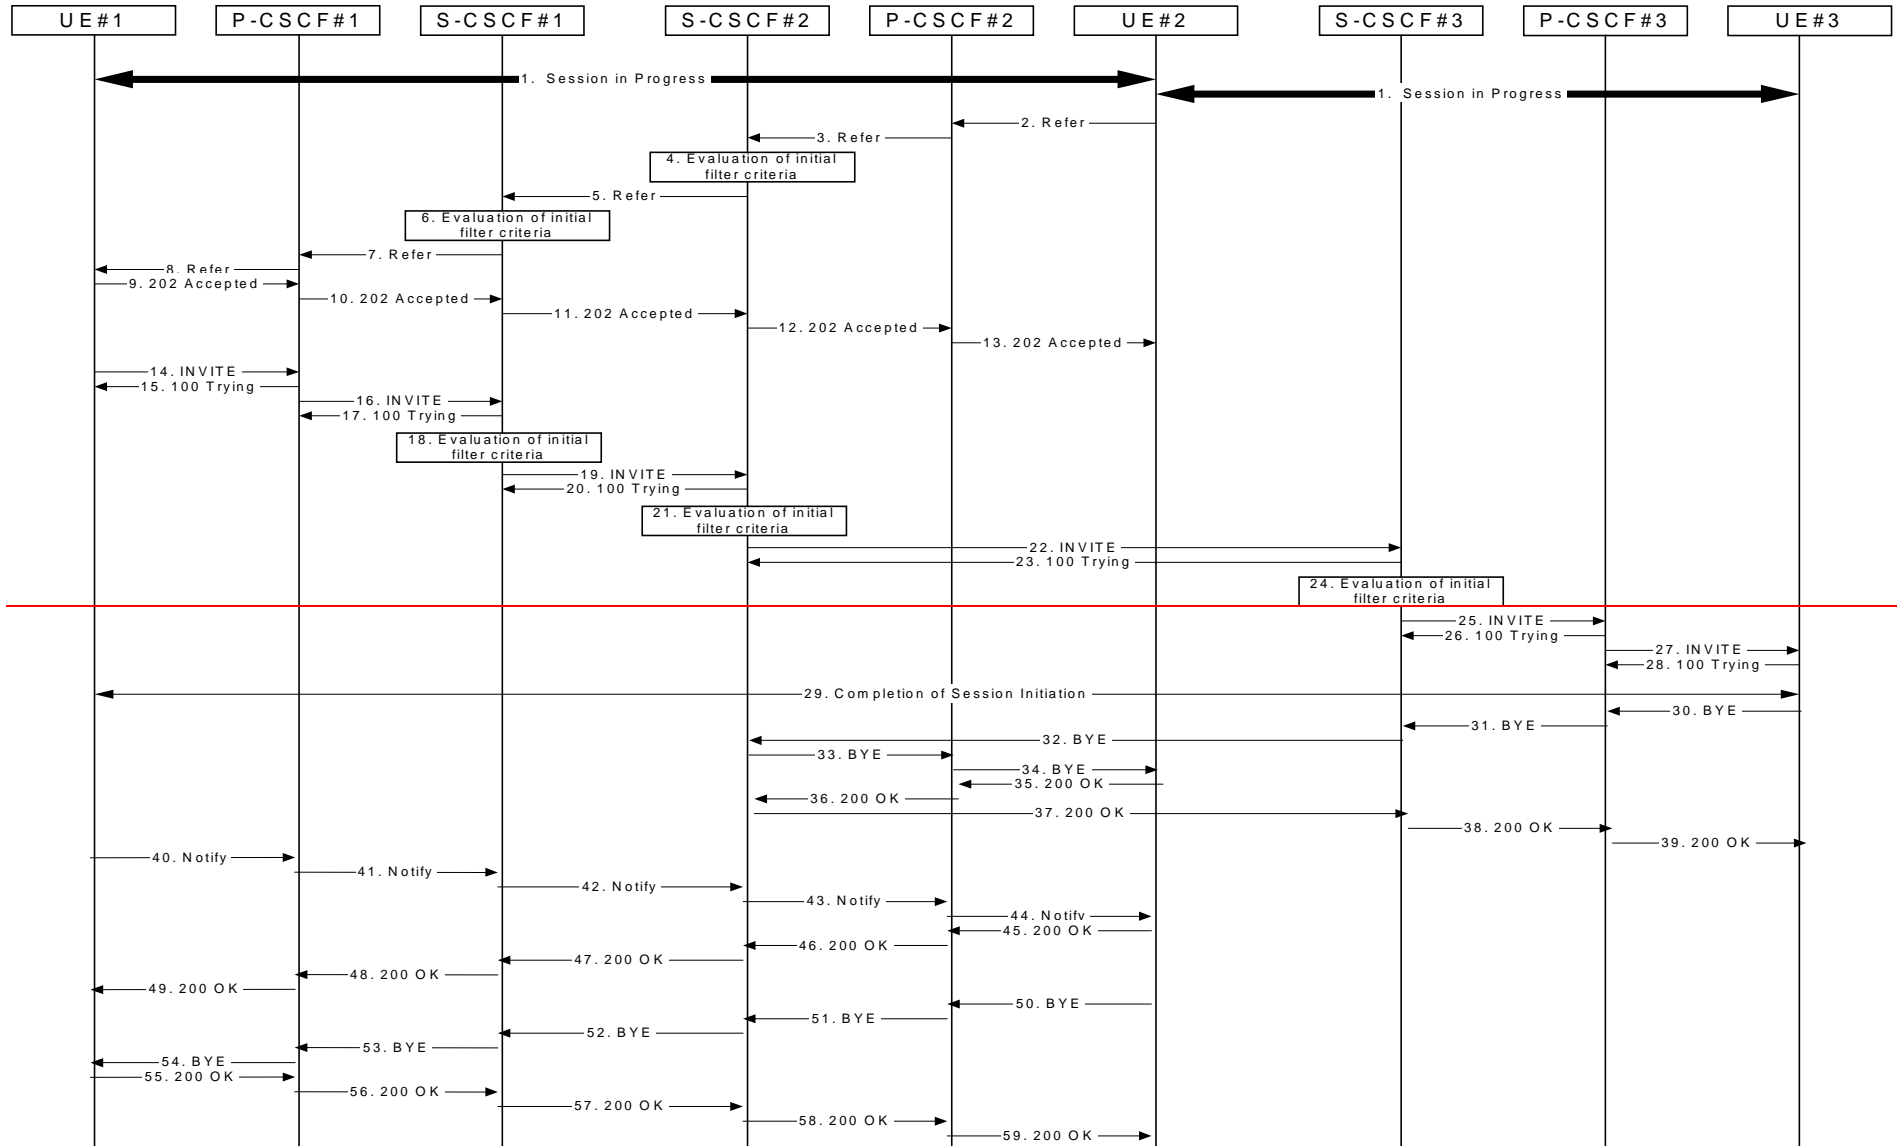 UE#1 P-CSCF#1 S-CSCF#1 S-CSCF#2 P-CSCF#2 UE#2 S-CSCF#3 P-CSCF#3 UE#3
1. Session in Progress
1. Session in Progress
2. Refer
3. Refer
4. Evaluation of initial
filter criteria
5. Refer
6. Evaluation of initial
filter criteria
7. Refer
8. Refer
9. 202 Accepted
10. 202 Accepted
11. 202 Accepted
12. 202 Accepted
13. 202 Accepted
14. INVITE
15. 100 Trying
16. INVITE
17. 100 Trying
18. Evaluation of initial
filter criteria
19. INVITE
20. 100 Trying
21. Evaluation of initial
filter criteria
22. INVITE
23. 100 Trying
24. Evaluation of initial
filter criteria
25. INVITE
26. 100 Trying
27. INVITE
28. 100 Trying
29. Completion of Session Initiation
30. BYE
31. BYE
32. BYE
33. BYE
34. BYE
35. 200 OK
36. 200 OK
37. 200 OK
38. 200 OK
39. 200 OK
40. Notify
41. Notify
42. Notify
43. Notify
44. Notify
45. 200 OK
46. 200 OK
47. 200 OK
48. 200 OK
49. 200 OK
50. BYE
51. BYE
52. BYE
53. BYE
54. BYE
55. 200 OK
56. 200 OK
57. 200 OK
58. 200 OK
59. 200 OK